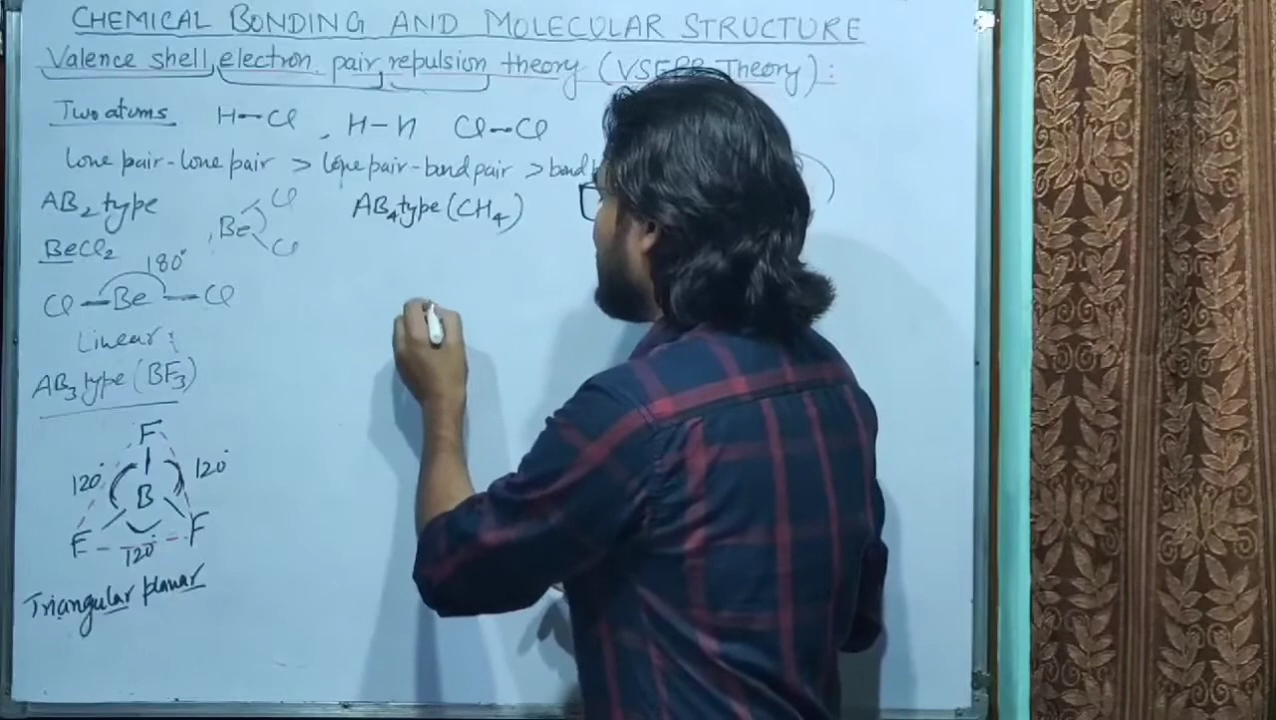 CHEMICAL BONDING AND MOLECULAR STRUCTURE
Valence shell electron pair repulsion theory (VSEPR Theory) :
Two atoms H-Cl , H-H Cl-Cl
Lone pair-lone pair > lone pair-bond pair > bond
AB2 type
BeCl2
Be Cl Cl
180°
Cl-Be-Cl
Linear
AB3 type (BF3)
F
120° 120°
B
F 120° F
Triangular planar
AB4 type (CH4)